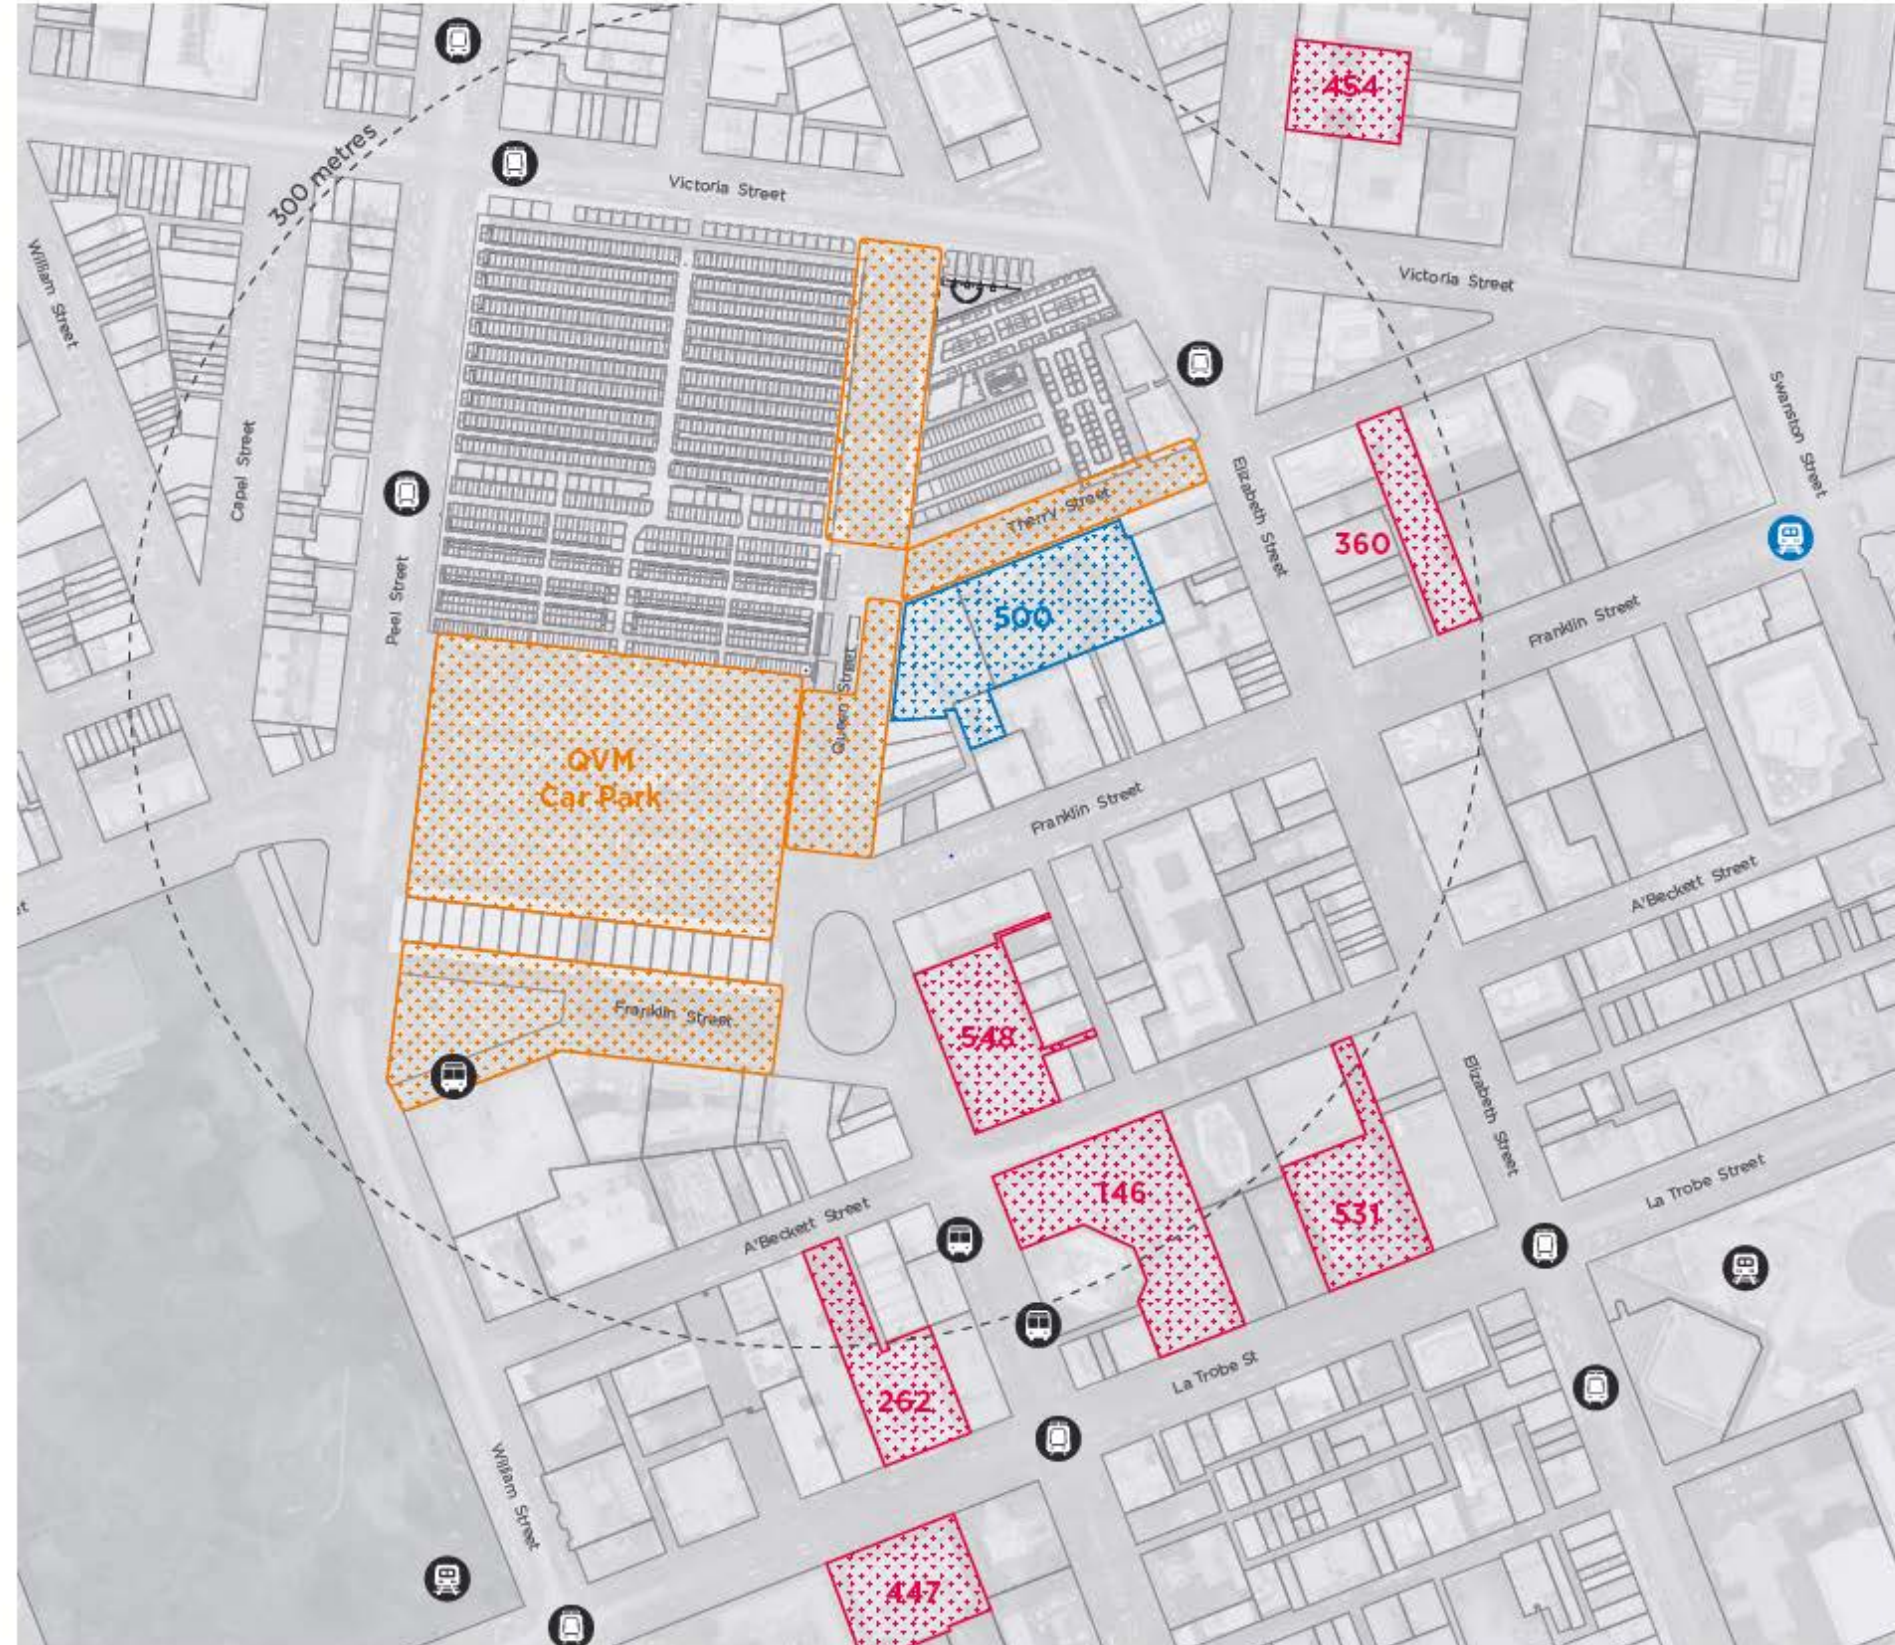 454
300 metres
Victoria Street
William Street
Victoria Street
Swanston Street
Capel Street
Elizabeth Street
Therry Street
360
Peel Street
500
Franklin Street
Queen Street
QVM
Car Park
Franklin Street
A'Beckett Street
Franklin Street
548
Elizabeth Street
La Trobe Street
146
531
A'Beckett Street
La Trobe St
262
William Street
447